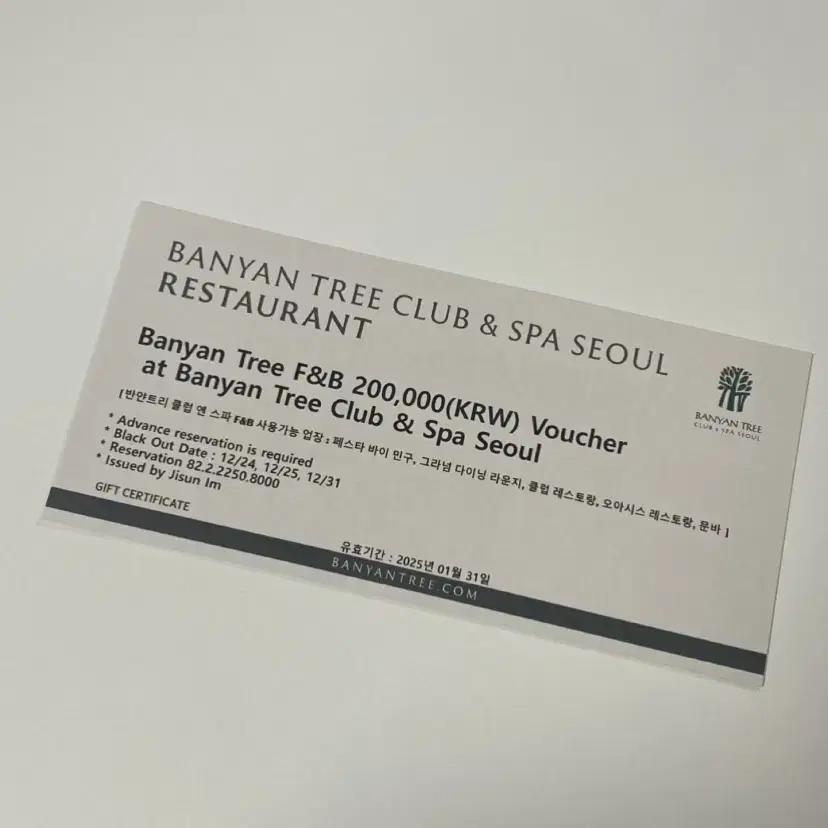 BANYAN TREE CLUB & SPA SEOUL
RESTAURANT
Banyan Tree F&B 200,000(KRW) Voucher
at Banyan Tree Club & Spa Seoul
[반얀트리 클럽 앤 스파 F&B 사용가능 업장 : 페스타 바이 민구, 그라넘 다이닝 라운지, 클럽 레스토랑, 오아시스 레스토랑, 문바 ]
* Advance reservation is required
* Black Out Date : 12/24, 12/25, 12/31
* Reservation 82.2.2250.8000
* Issued by Jisun Im
GIFT CERTIFICATE
유효기간 : 2025년 01월 31일
BANYANTREE.COM
BANYAN TREE
CLUB & SPA SEOUL